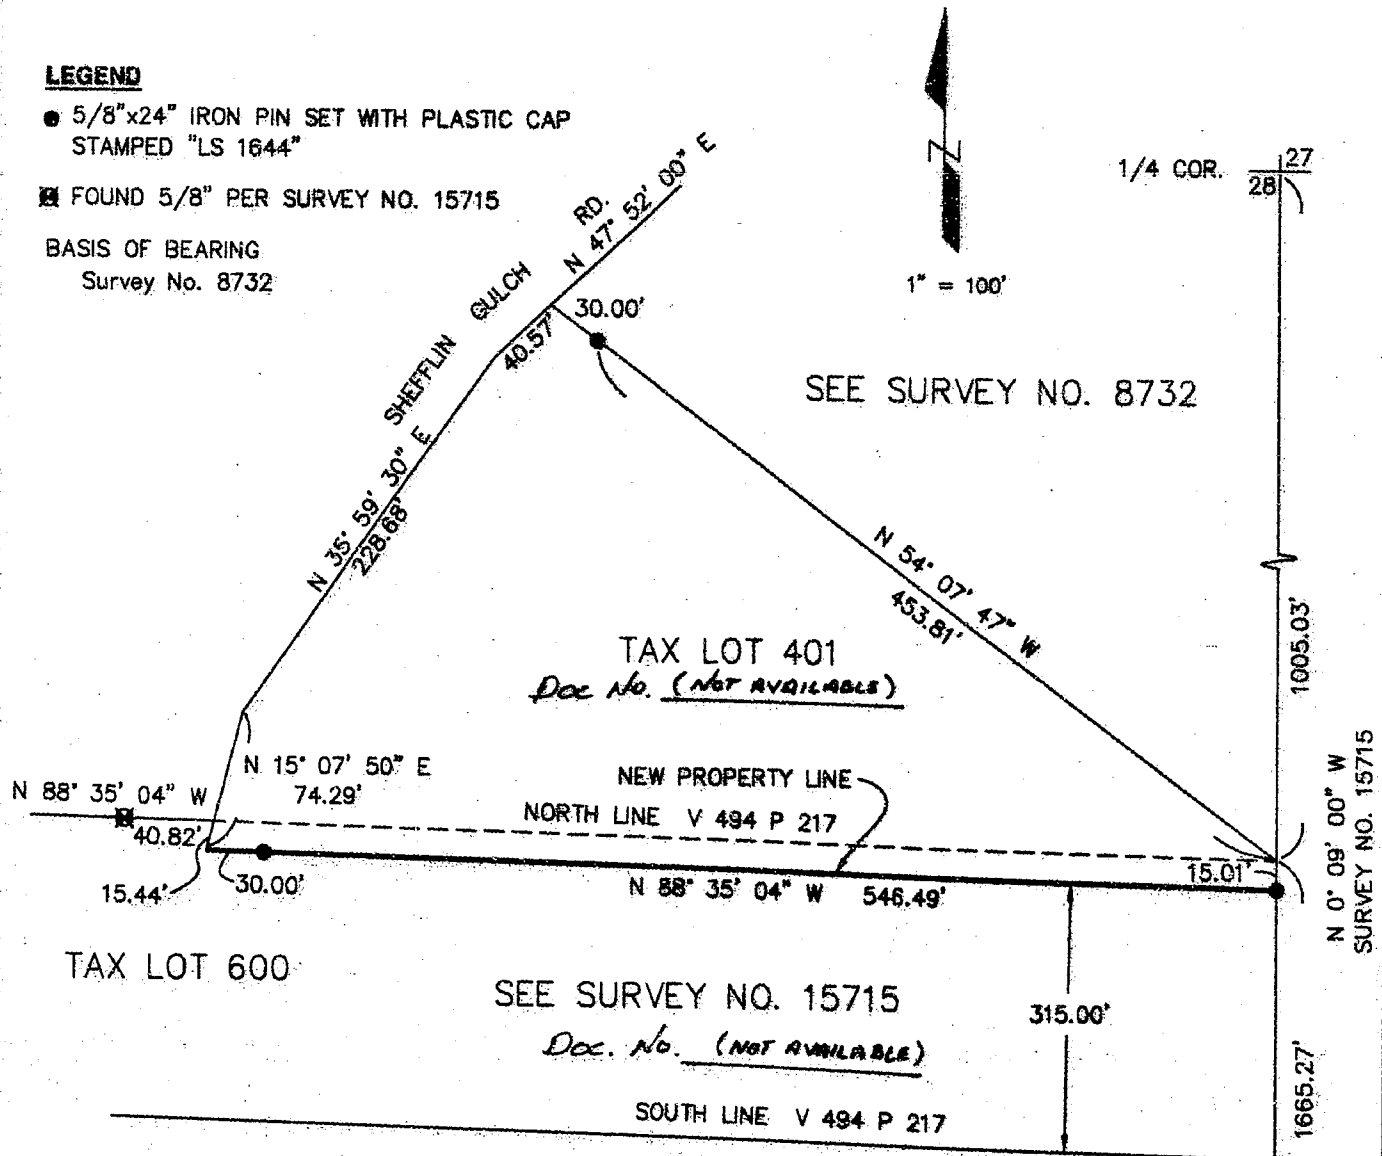 LEGEND
5/8"x24" IRON PIN SET WITH PLASTIC CAP
STAMPED "LS 1644"
FOUND 5/8" PER SURVEY NO. 15715
BASIS OF BEARING
Survey No. 8732
1/4 COR.
27
28
1" = 100'
SHEFFLIN GULCH RD.
N 47° 52' 00" E
40.57'
30.00'
SEE SURVEY NO. 8732
N 35° 59' 30" E
228.68'
N 54° 07' 47" W
453.81'
1005.03'
TAX LOT 401
Doc No. (NOT AVAILABLE)
N 15° 07' 50" E
74.29'
N 88° 35' 04" W
40.82'
NEW PROPERTY LINE
NORTH LINE V 494 P 217
N 0° 09' 00" W
SURVEY NO. 15715
15.01'
15.44'
30.00'
N 88° 35' 04" W 546.49'
TAX LOT 600
SEE SURVEY NO. 15715
Doc. No. (NOT AVAILABLE)
315.00'
1665.27'
SOUTH LINE V 494 P 217